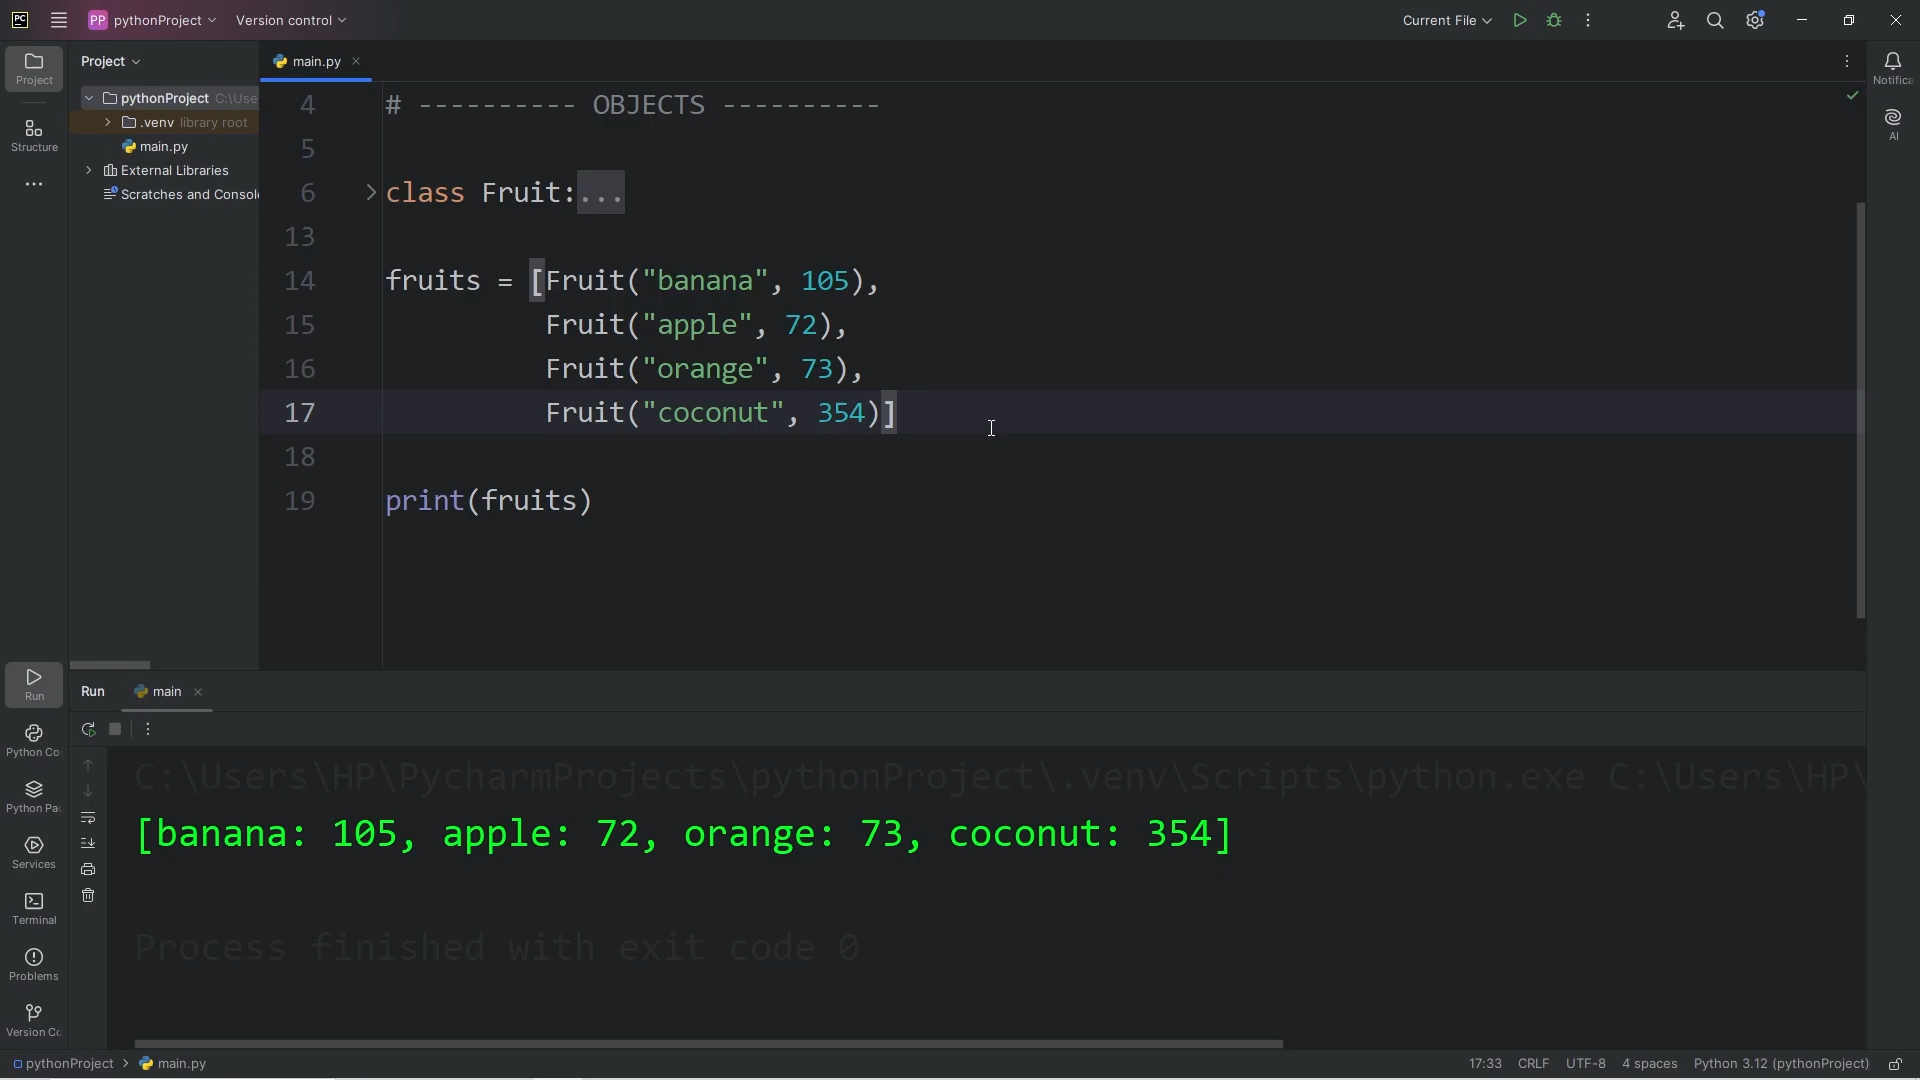 PC
PP pythonProject
Version control
Current File
Project
Structure
Project
pythonProject C:\Use
.venv library root
main.py
External Libraries
Scratches and Consol
main.py
Notifica
AI
4 # ---------- OBJECTS ----------
5
6 class Fruit:...
13
14 fruits = [Fruit("banana", 105),
15 Fruit("apple", 72),
16 Fruit("orange", 73),
17 Fruit("coconut", 354)]
18
19 print(fruits)
Run
Python Co
Python Pac
Services
Terminal
Problems
Version Co
Run
main
C:\Users\HP\PycharmProjects\pythonProject\.venv\Scripts\python.exe C:\Users\HP\
[banana: 105, apple: 72, orange: 73, coconut: 354]
Process finished with exit code 0
pythonProject > main.py
17:33 CRLF UTF-8 4 spaces Python 3.12 (pythonProject)